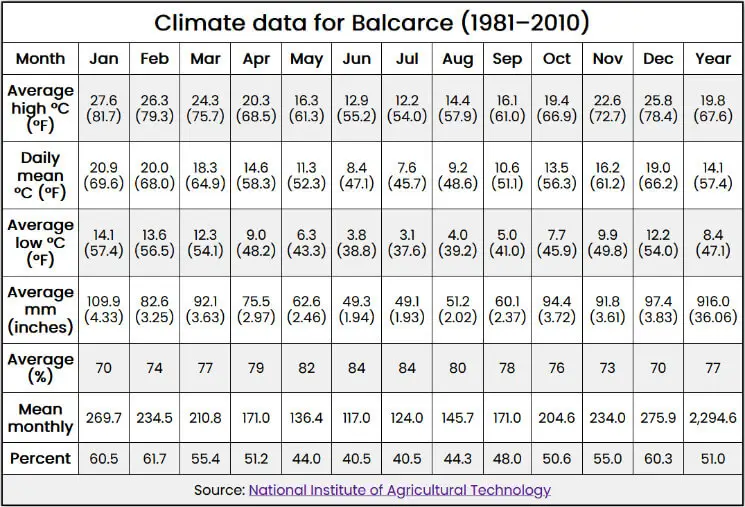 Climate data for Balcarce (1981–2010)
Month Jan Feb Mar Apr May Jun Jul Aug Sep Oct Nov Dec Year
Average high °C (°F) 27.6 (81.7) 26.3 (79.3) 24.3 (75.7) 20.3 (68.5) 16.3 (61.3) 12.9 (55.2) 12.2 (54.0) 14.4 (57.9) 16.1 (61.0) 19.4 (66.9) 22.6 (72.7) 25.8 (78.4) 19.8 (67.6)
Daily mean °C (°F) 20.9 (69.6) 20.0 (68.0) 18.3 (64.9) 14.6 (58.3) 11.3 (52.3) 8.4 (47.1) 7.6 (45.7) 9.2 (48.6) 10.6 (51.1) 13.5 (56.3) 16.2 (61.2) 19.0 (66.2) 14.1 (57.4)
Average low °C (°F) 14.1 (57.4) 13.6 (56.5) 12.3 (54.1) 9.0 (48.2) 6.3 (43.3) 3.8 (38.8) 3.1 (37.6) 4.0 (39.2) 5.0 (41.0) 7.7 (45.9) 9.9 (49.8) 12.2 (54.0) 8.4 (47.1)
Average mm (inches) 109.9 (4.33) 82.6 (3.25) 92.1 (3.63) 75.5 (2.97) 62.6 (2.46) 49.3 (1.94) 49.1 (1.93) 51.2 (2.02) 60.1 (2.37) 94.4 (3.72) 91.8 (3.61) 97.4 (3.83) 916.0 (36.06)
Average (%) 70 74 77 79 82 84 84 80 78 76 73 70 77
Mean monthly 269.7 234.5 210.8 171.0 136.4 117.0 124.0 145.7 171.0 204.6 234.0 275.9 2,294.6
Percent 60.5 61.7 55.4 51.2 44.0 40.5 40.5 44.3 48.0 50.6 55.0 60.3 51.0
Source: National Institute of Agricultural Technology